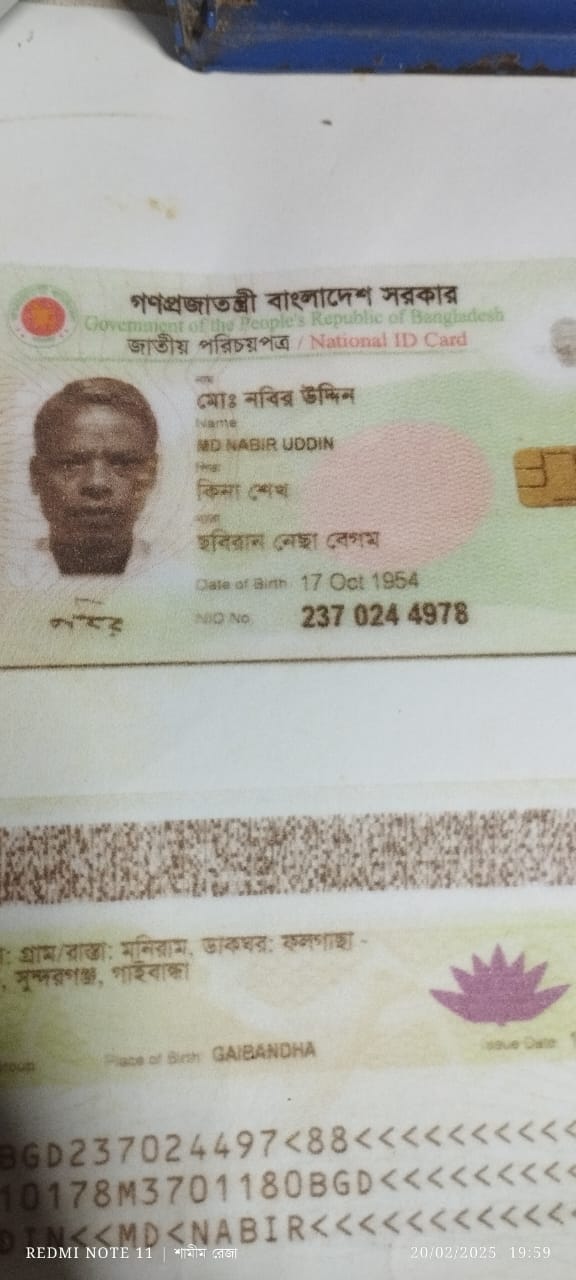 গণপ্রজাতন্ত্রী বাংলাদেশ সরকার
Government of the People's Republic of Bangladesh
জাতীয় পরিচয়পত্র / National ID Card
নাম
মোঃ নবির উদ্দিন
Name
MD NABIR UDDIN
পিতা
কিনা শেখ
মাতা
ছবিরান নেছা বেগম
Date of Birth 17 Oct 1954
NID No. 237 024 4978
: গ্রাম/রাস্তা: মনিরাম, ডাকঘর: ফলগাছা -
, সুন্দরগঞ্জ, গাইবান্ধা
Place of Birth: GAIBANDHA Issue Date
BGD237024497<88<<<<<<<<<<
10178M3701180BGD<<<<<<<<<
DIN<<MD<NABIR<<<<<<<<<<<<
REDMI NOTE 11 | শামীম রেজা 20/02/2025 19:59